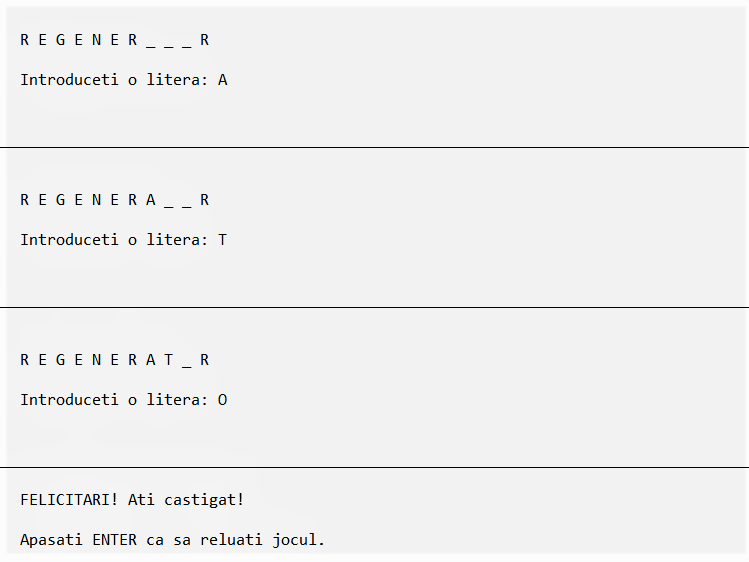 R E G E N E R _ _ _ R
Introduceti o litera: A
R E G E N E R A _ _ R
Introduceti o litera: T
R E G E N E R A T _ R
Introduceti o litera: O
FELICITARI! Ati castigat!
Apasati ENTER ca sa reluati jocul.